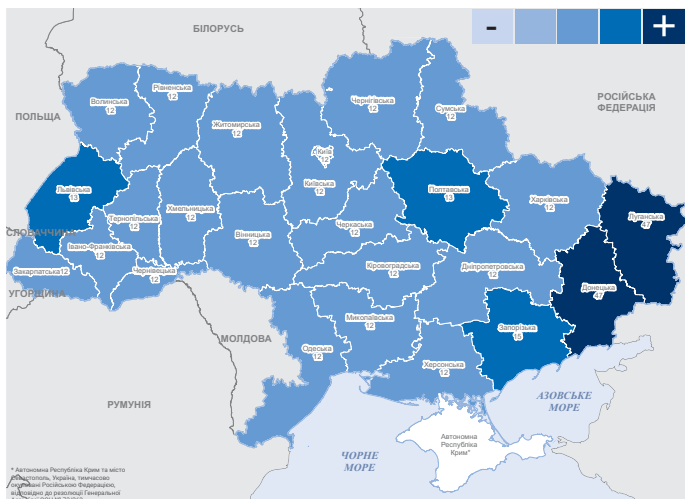 БІЛОРУСЬ
- +
РОСІЙСЬКА
ФЕДЕРАЦІЯ
ПОЛЬЩА
Волинська
12
Рівненська
12
Житомирська
12
Чернігівська
12
Сумська
12
Київ
12
Київська
12
Львівська
13
Тернопільська
12
Хмельницька
12
Вінницька
12
Черкаська
12
Полтавська
13
Харківська
12
Луганська
47
СЛОВАЧЧИНА
Івано-Франківська
12
Закарпатська12
Чернівецька
12
Кіровоградська
12
Дніпропетровська
12
Донецька
47
УГОРЩИНА
МОЛДОВА
Одеська
12
Миколаївська
12
Запорізька
15
Херсонська
12
РУМУНІЯ
АЗОВСЬКЕ
МОРЕ
ЧОРНЕ
МОРЕ
Автономна
Республіка
Крим*
* Автономна Республіка Крим та місто
Севастополь, Україна, тимчасово
окуповані Російською Федерацією,
відповідно до резолюції Генеральної